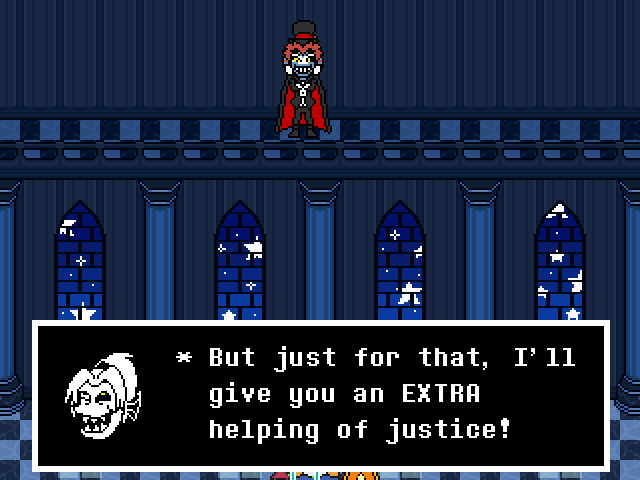 * But just for that, I'll
give you an EXTRA
helping of justice!